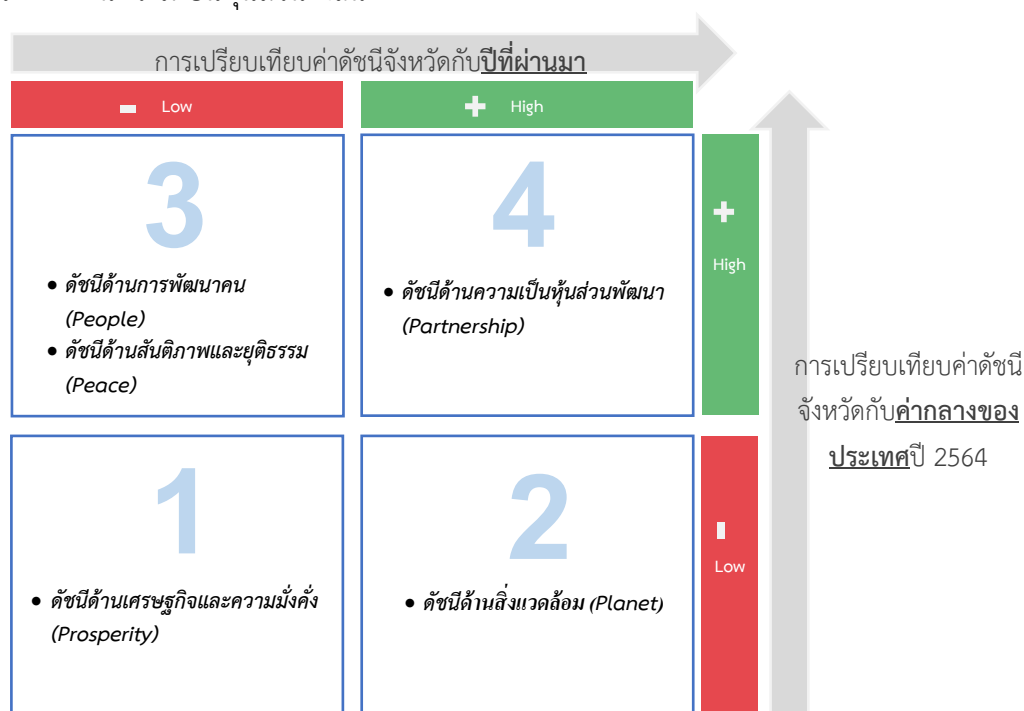 การเปรียบเทียบค่าดัชนีจังหวัดกับปีที่ผ่านมา
- Low
+ High
3
• ดัชนีด้านการพัฒนาคน
(People)
• ดัชนีด้านสันติภาพและยุติธรรม
(Peace)
4
• ดัชนีด้านความเป็นหุ้นส่วนพัฒนา
(Partnership)
+
High
การเปรียบเทียบค่าดัชนี
จังหวัดกับค่ากลางของ
ประเทศปี 2564
1
• ดัชนีด้านเศรษฐกิจและความมั่งคั่ง
(Prosperity)
2
• ดัชนีด้านสิ่งแวดล้อม (Planet)
-
Low